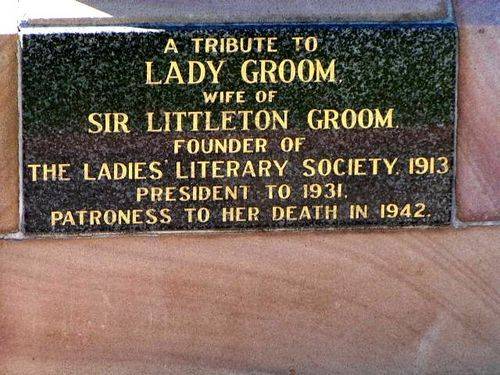 A TRIBUTE TO
LADY GROOM,
WIFE OF
SIR LITTLETON GROOM,
FOUNDER OF
THE LADIES' LITERARY SOCIETY, 1913
PRESIDENT TO 1931,
PATRONESS TO HER DEATH IN 1942.